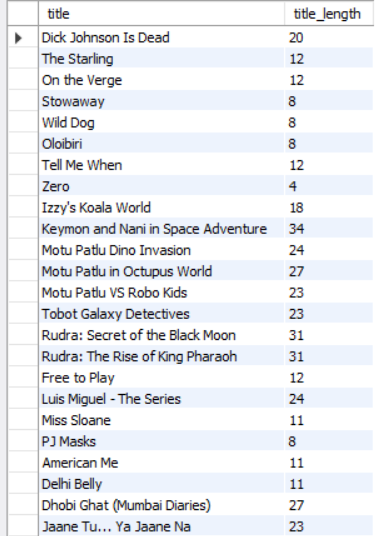 title title_length
Dick Johnson Is Dead 20
The Starling 12
On the Verge 12
Stowaway 8
Wild Dog 8
Oloibiri 8
Tell Me When 12
Zero 4
Izzy's Koala World 18
Keymon and Nani in Space Adventure 34
Motu Patlu Dino Invasion 24
Motu Patlu in Octupus World 27
Motu Patlu VS Robo Kids 23
Tobot Galaxy Detectives 23
Rudra: Secret of the Black Moon 31
Rudra: The Rise of King Pharaoh 31
Free to Play 12
Luis Miguel - The Series 24
Miss Sloane 11
PJ Masks 8
American Me 11
Delhi Belly 11
Dhobi Ghat (Mumbai Diaries) 27
Jaane Tu... Ya Jaane Na 23